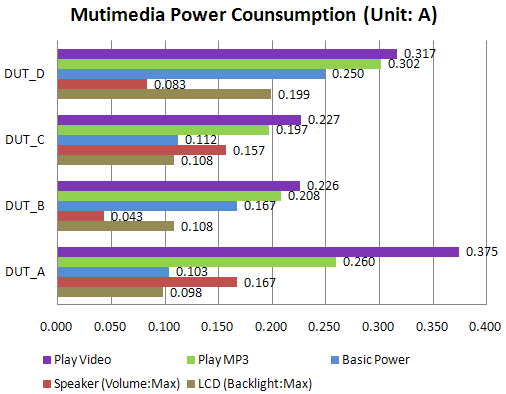 Mutimedia Power Counsumption (Unit: A)
DUT_D
0.317
0.302
0.250
0.083
0.199
DUT_C
0.227
0.197
0.112
0.157
0.108
DUT_B
0.226
0.208
0.167
0.043
0.108
DUT_A
0.375
0.260
0.103
0.167
0.098
0.000 0.050 0.100 0.150 0.200 0.250 0.300 0.350 0.400
Play Video Play MP3 Basic Power
Speaker (Volume:Max) LCD (Backlight:Max)